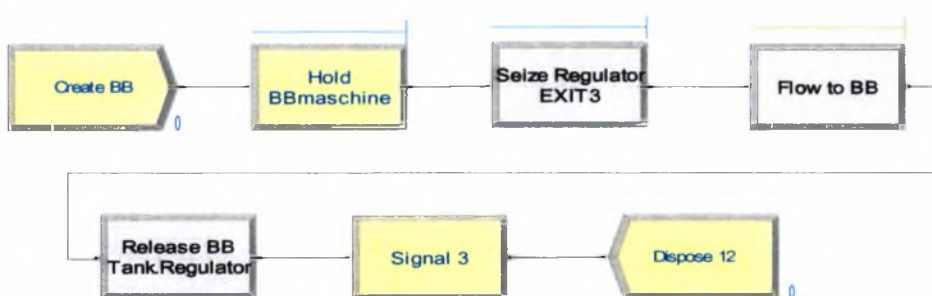 Create BB
0
Hold
BBmaschine
Seize Regulator
EXIT3
Flow to BB
Release BB
Tank.Regulator
Signal 3
Dispose 12
0